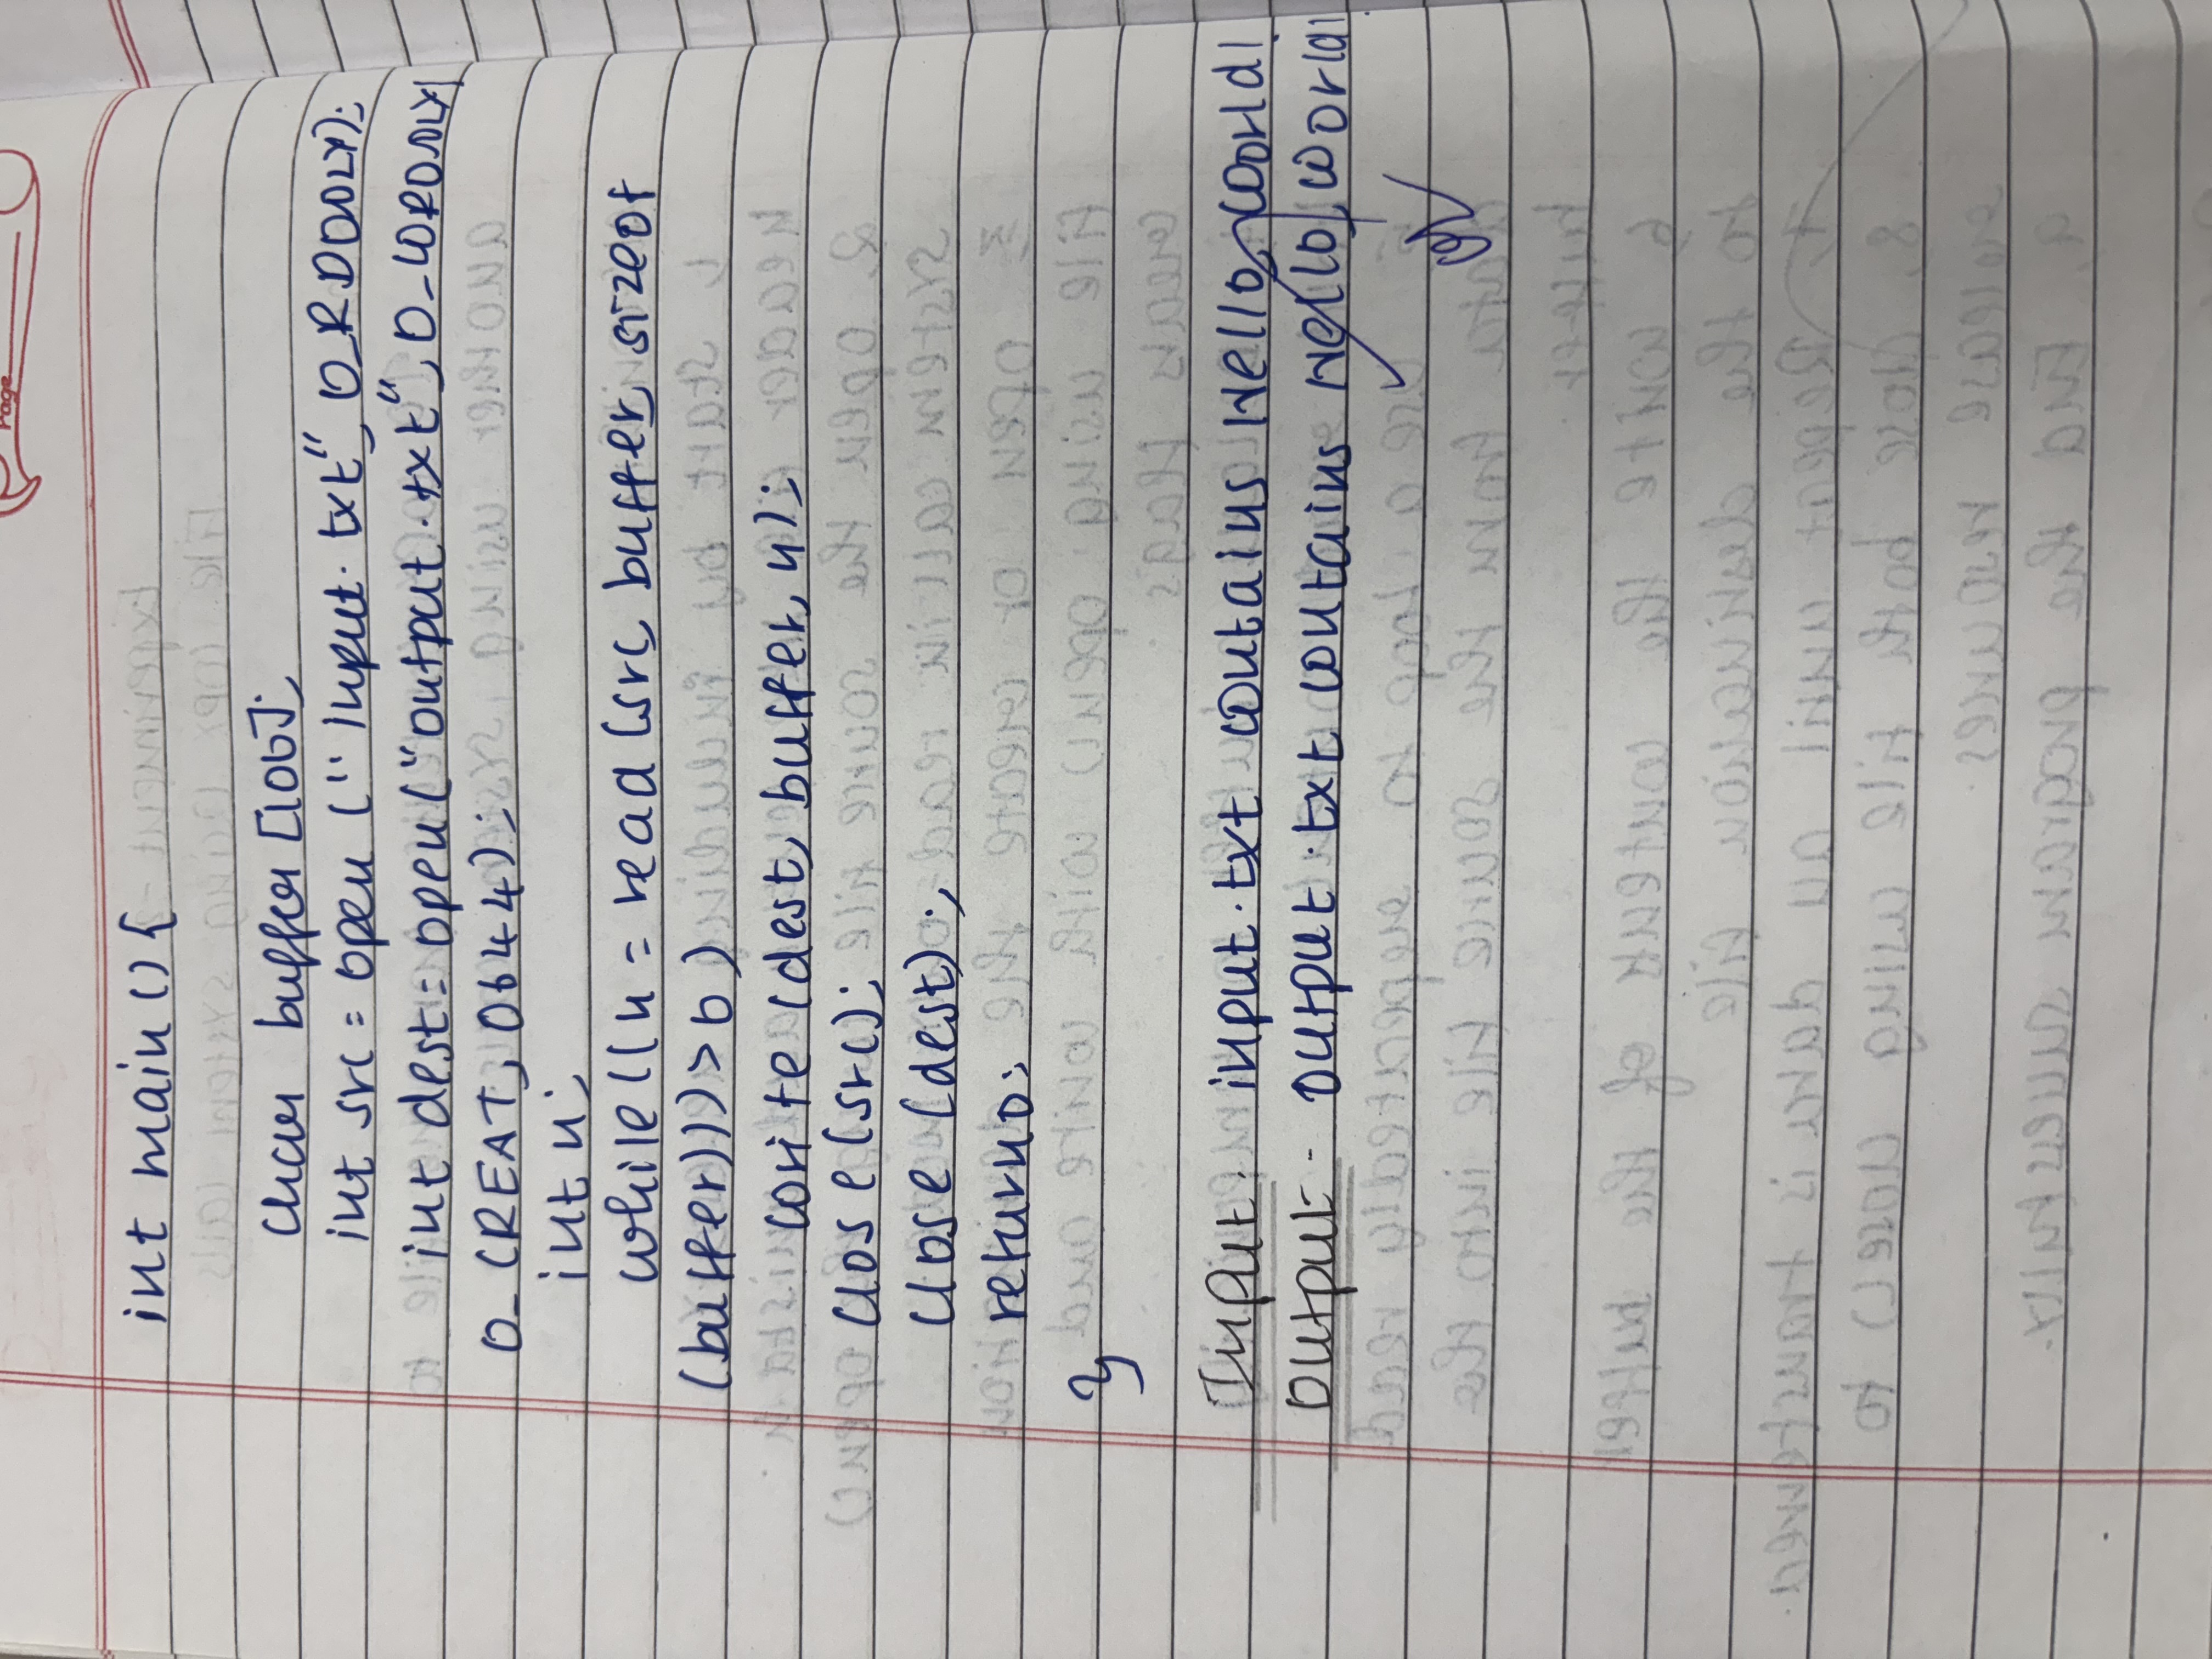 Page
int main () {
char buffer [100];
int src = open ("input.txt", O_RDONLY);
int dest = open ("output.txt", O_WRONLY|
O_CREAT, 0644);
int n;
while ((n = read (src, buffer, sizeof
(buffer))) > 0)
write (dest, buffer, n);
close (src);
close (dest);
return 0;
}
Input. input.txt contains Hello, World!
Output - output.txt contains Hello, World!